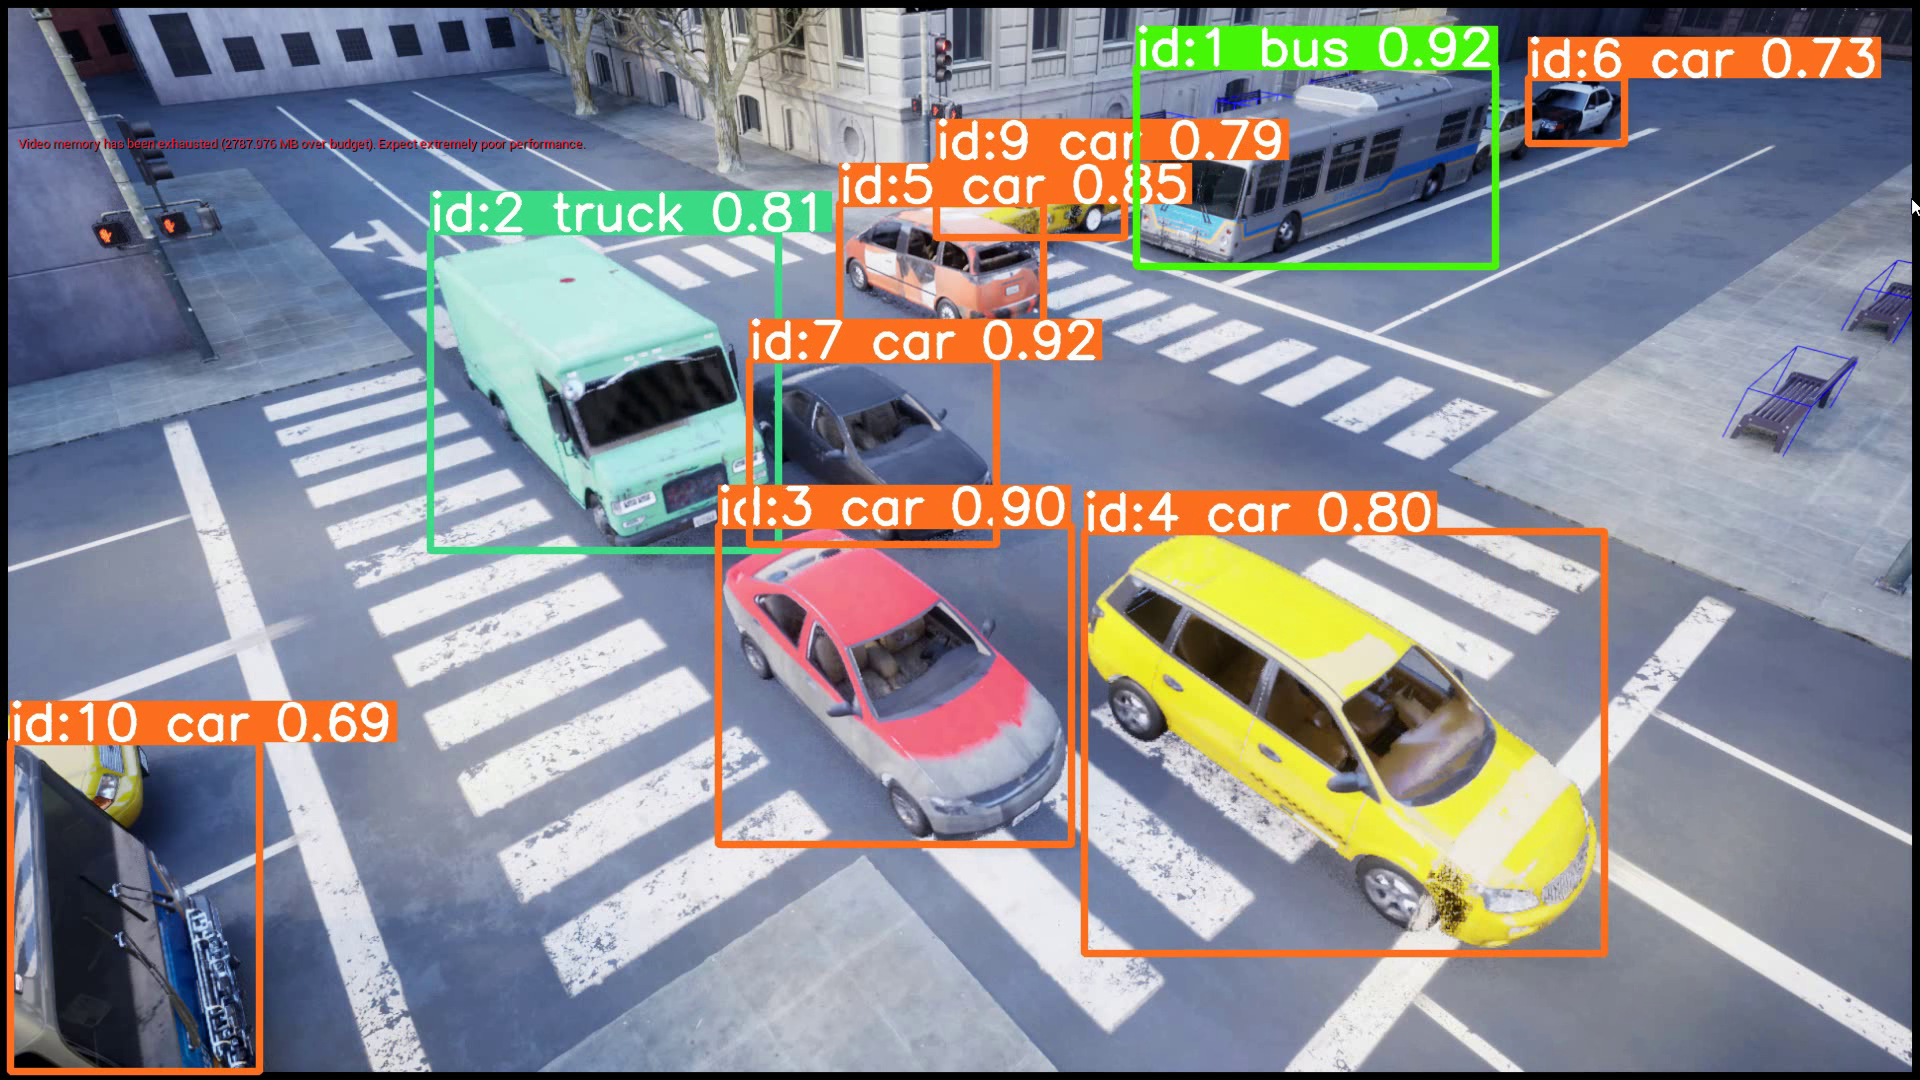 id:1 bus 0.92
id:6 car 0.73
Video memory has been exhausted (2787.976 MB over budget). Expect extremely poor performance.
id:9 car 0.79
id:5 car 0.85
id:2 truck 0.81
id:7 car 0.92
id:3 car 0.90
id:4 car 0.80
id:10 car 0.69